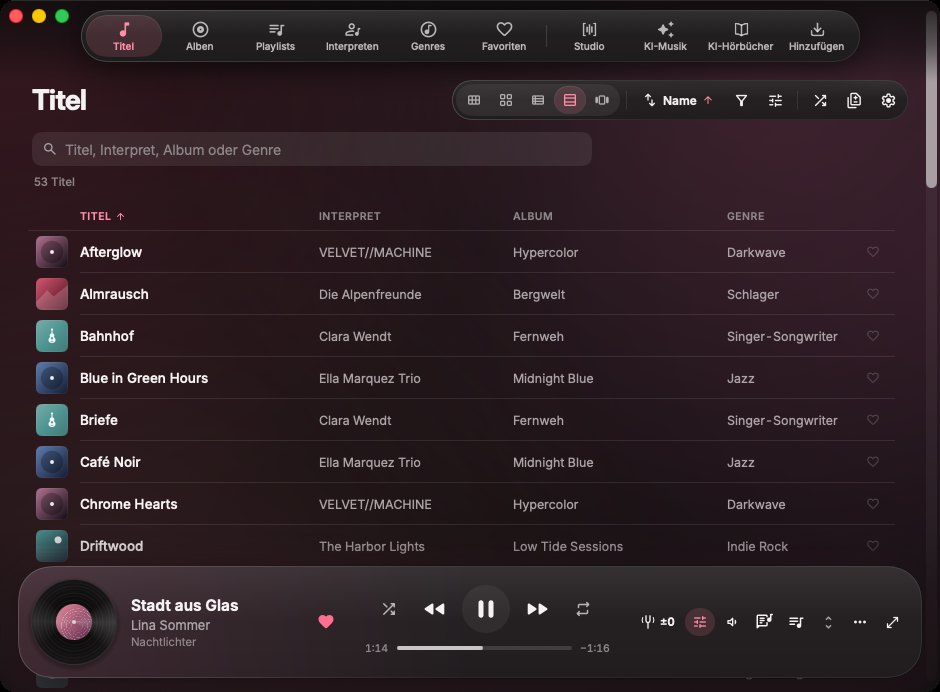 Titel
Alben
Playlists
Interpreten
Genres
Favoriten
Studio
KI-Musik
KI-Hörbücher
Hinzufügen
Titel
Name
Titel, Interpret, Album oder Genre
53 Titel
TITEL INTERPRET ALBUM GENRE
Afterglow VELVET//MACHINE Hypercolor Darkwave
Almrausch Die Alpenfreunde Bergwelt Schlager
Bahnhof Clara Wendt Fernweh Singer-Songwriter
Blue in Green Hours Ella Marquez Trio Midnight Blue Jazz
Briefe Clara Wendt Fernweh Singer-Songwriter
Café Noir Ella Marquez Trio Midnight Blue Jazz
Chrome Hearts VELVET//MACHINE Hypercolor Darkwave
Driftwood The Harbor Lights Low Tide Sessions Indie Rock
Stadt aus Glas
Lina Sommer
Nachtlichter
1:14 −1:16
±0